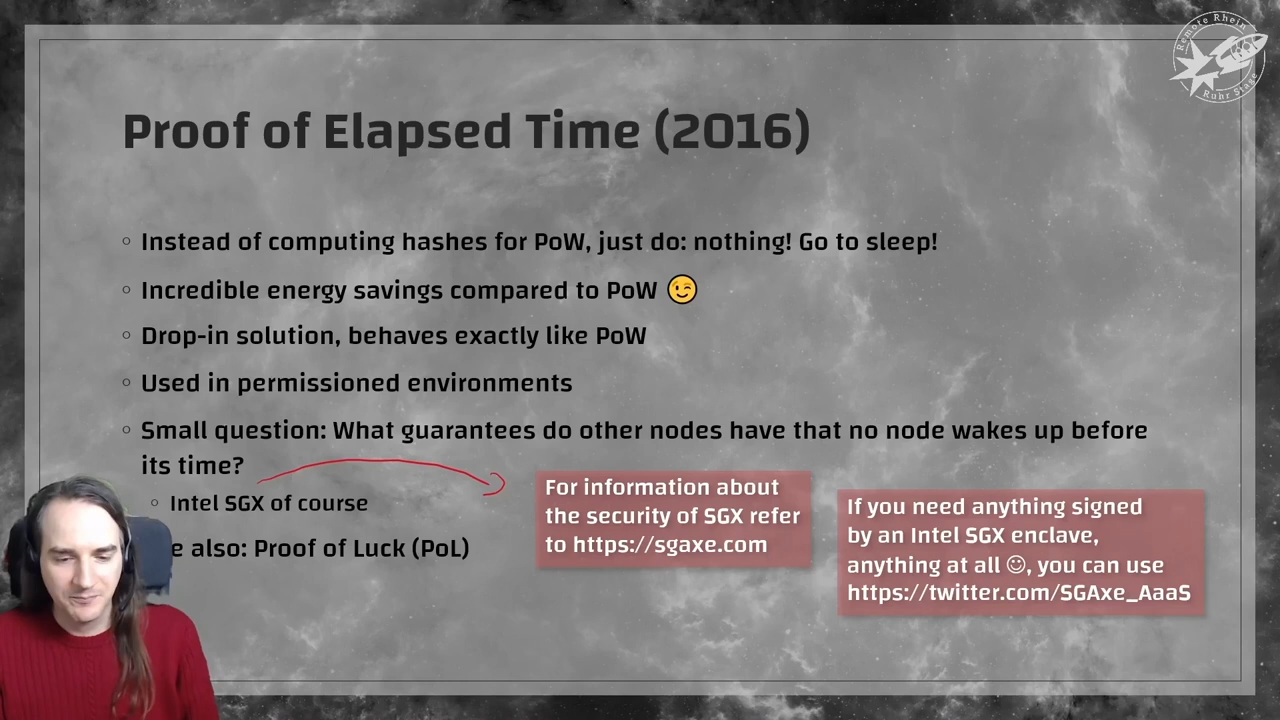 Remote Rhein
Ruhr Stage
Proof of Elapsed Time (2016)
Instead of computing hashes for PoW, just do: nothing! Go to sleep!
Incredible energy savings compared to PoW 😉
Drop-in solution, behaves exactly like PoW
Used in permissioned environments
Small question: What guarantees do other nodes have that no node wakes up before
its time?
Intel SGX of course
e also: Proof of Luck (PoL)
For information about
the security of SGX refer
to https://sgaxe.com
If you need anything signed
by an Intel SGX enclave,
anything at all ☺, you can use
https://twitter.com/SGAxe_AaaS